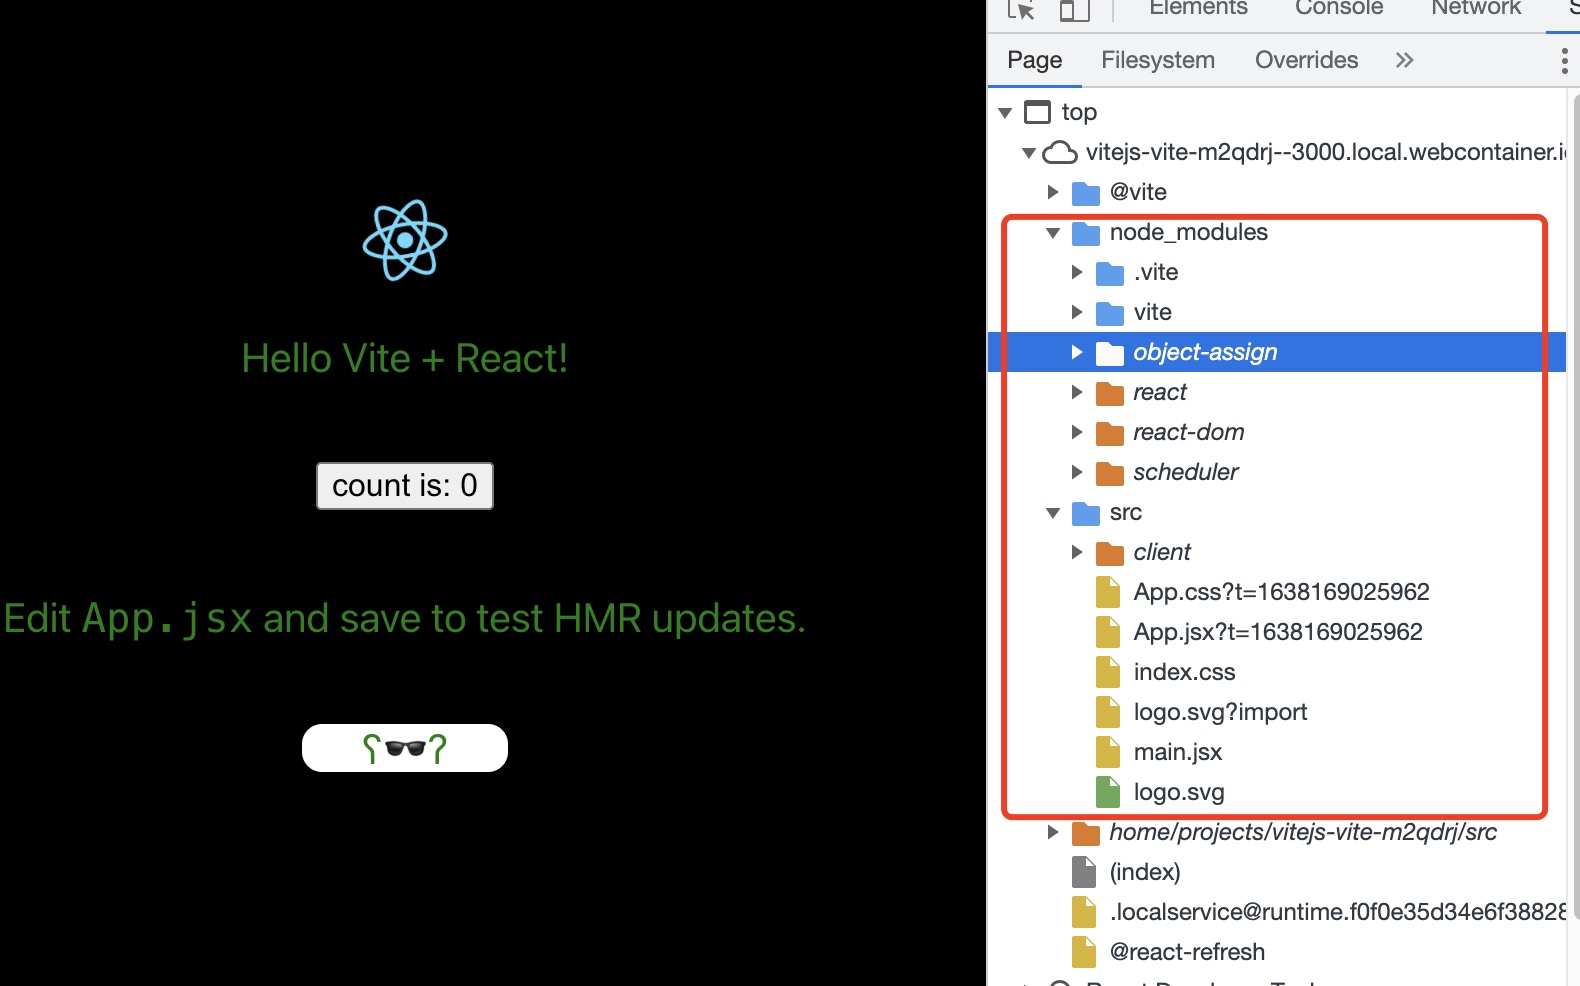 Hello Vite + React!
count is: 0
Edit App.jsx and save to test HMR updates.
ʕ🕶ʔ
Elements Console Network
Page Filesystem Overrides »
top
vitejs-vite-m2qdrj--3000.local.webcontainer.i
@vite
node_modules
.vite
vite
object-assign
react
react-dom
scheduler
src
client
App.css?t=1638169025962
App.jsx?t=1638169025962
index.css
logo.svg?import
main.jsx
logo.svg
home/projects/vitejs-vite-m2qdrj/src
(index)
.localservice@runtime.f0f0e35d34e6f38828
@react-refresh